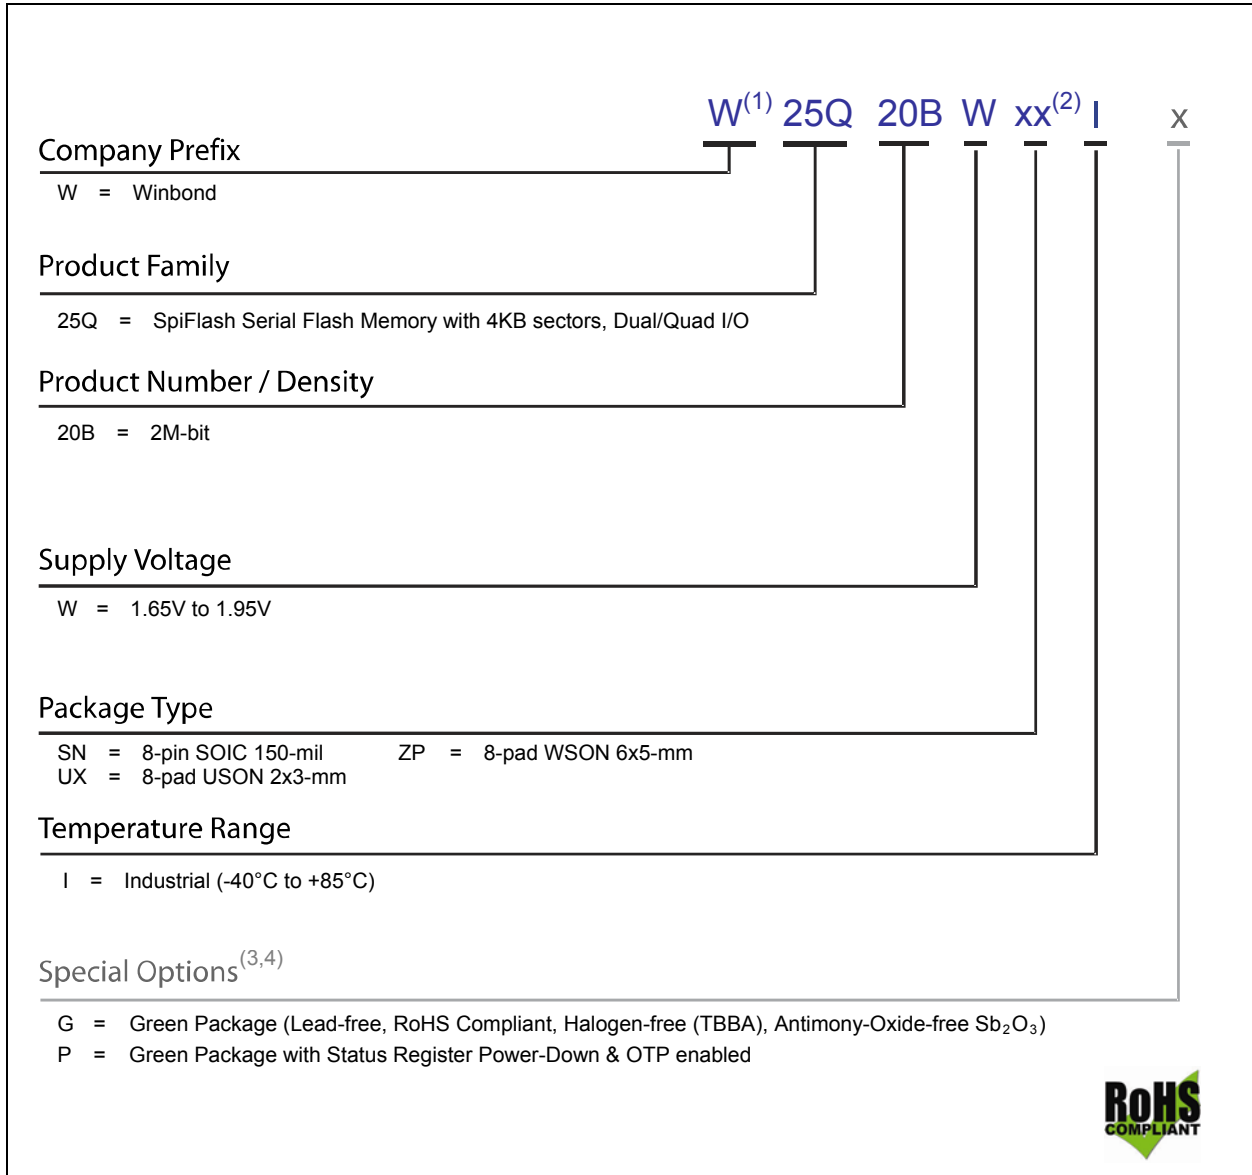 W(1) 25Q 20B W xx(2) I x
Company Prefix
W = Winbond
Product Family
25Q = SpiFlash Serial Flash Memory with 4KB sectors, Dual/Quad I/O
Product Number / Density
20B = 2M-bit
Supply Voltage
W = 1.65V to 1.95V
Package Type
SN = 8-pin SOIC 150-mil ZP = 8-pad WSON 6x5-mm
UX = 8-pad USON 2x3-mm
Temperature Range
I = Industrial (-40°C to +85°C)
Special Options(3,4)
G = Green Package (Lead-free, RoHS Compliant, Halogen-free (TBBA), Antimony-Oxide-free Sb₂O₃)
P = Green Package with Status Register Power-Down & OTP enabled
RoHS
COMPLIANT